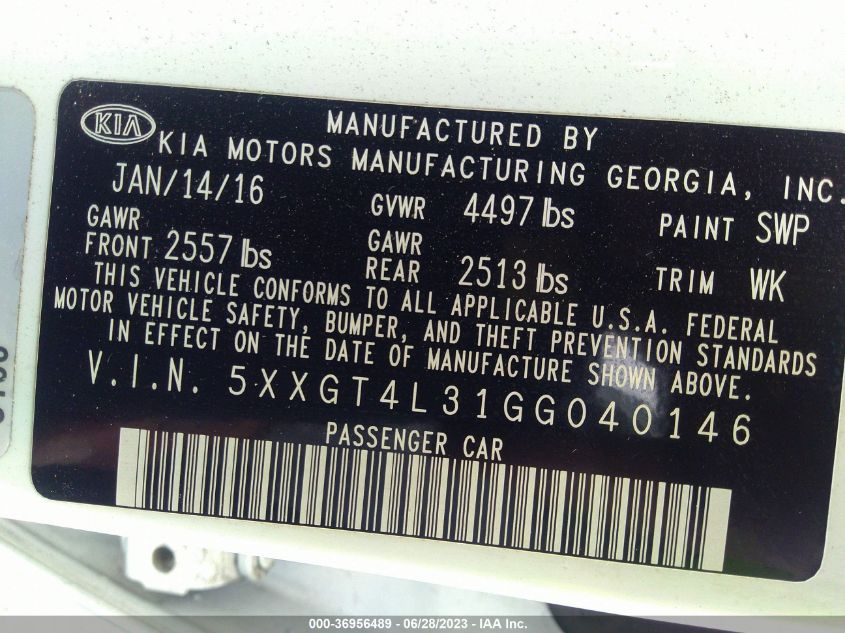 KIA
MANUFACTURED BY
KIA MOTORS MANUFACTURING GEORGIA, INC.
JAN/14/16 GVWR 4497 lbs PAINT SWP
GAWR FRONT 2557 lbs GAWR REAR 2513 lbs TRIM WK
THIS VEHICLE CONFORMS TO ALL APPLICABLE U.S.A. FEDERAL
MOTOR VEHICLE SAFETY, BUMPER, AND THEFT PREVENTION STANDARDS
IN EFFECT ON THE DATE OF MANUFACTURE SHOWN ABOVE.
V.I.N. 5XXGT4L31GG040146
PASSENGER CAR
000-36956489 - 06/28/2023 - IAA Inc.